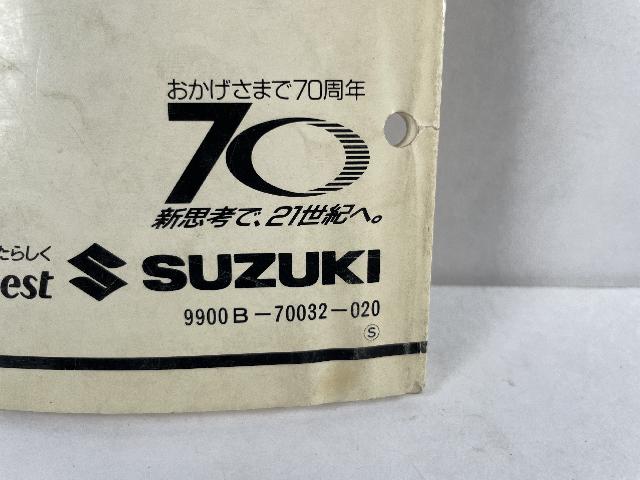 おかげさまで70周年
70
新思考で、21世紀へ。
たらしく
est
SUZUKI
9900B-70032-020
S